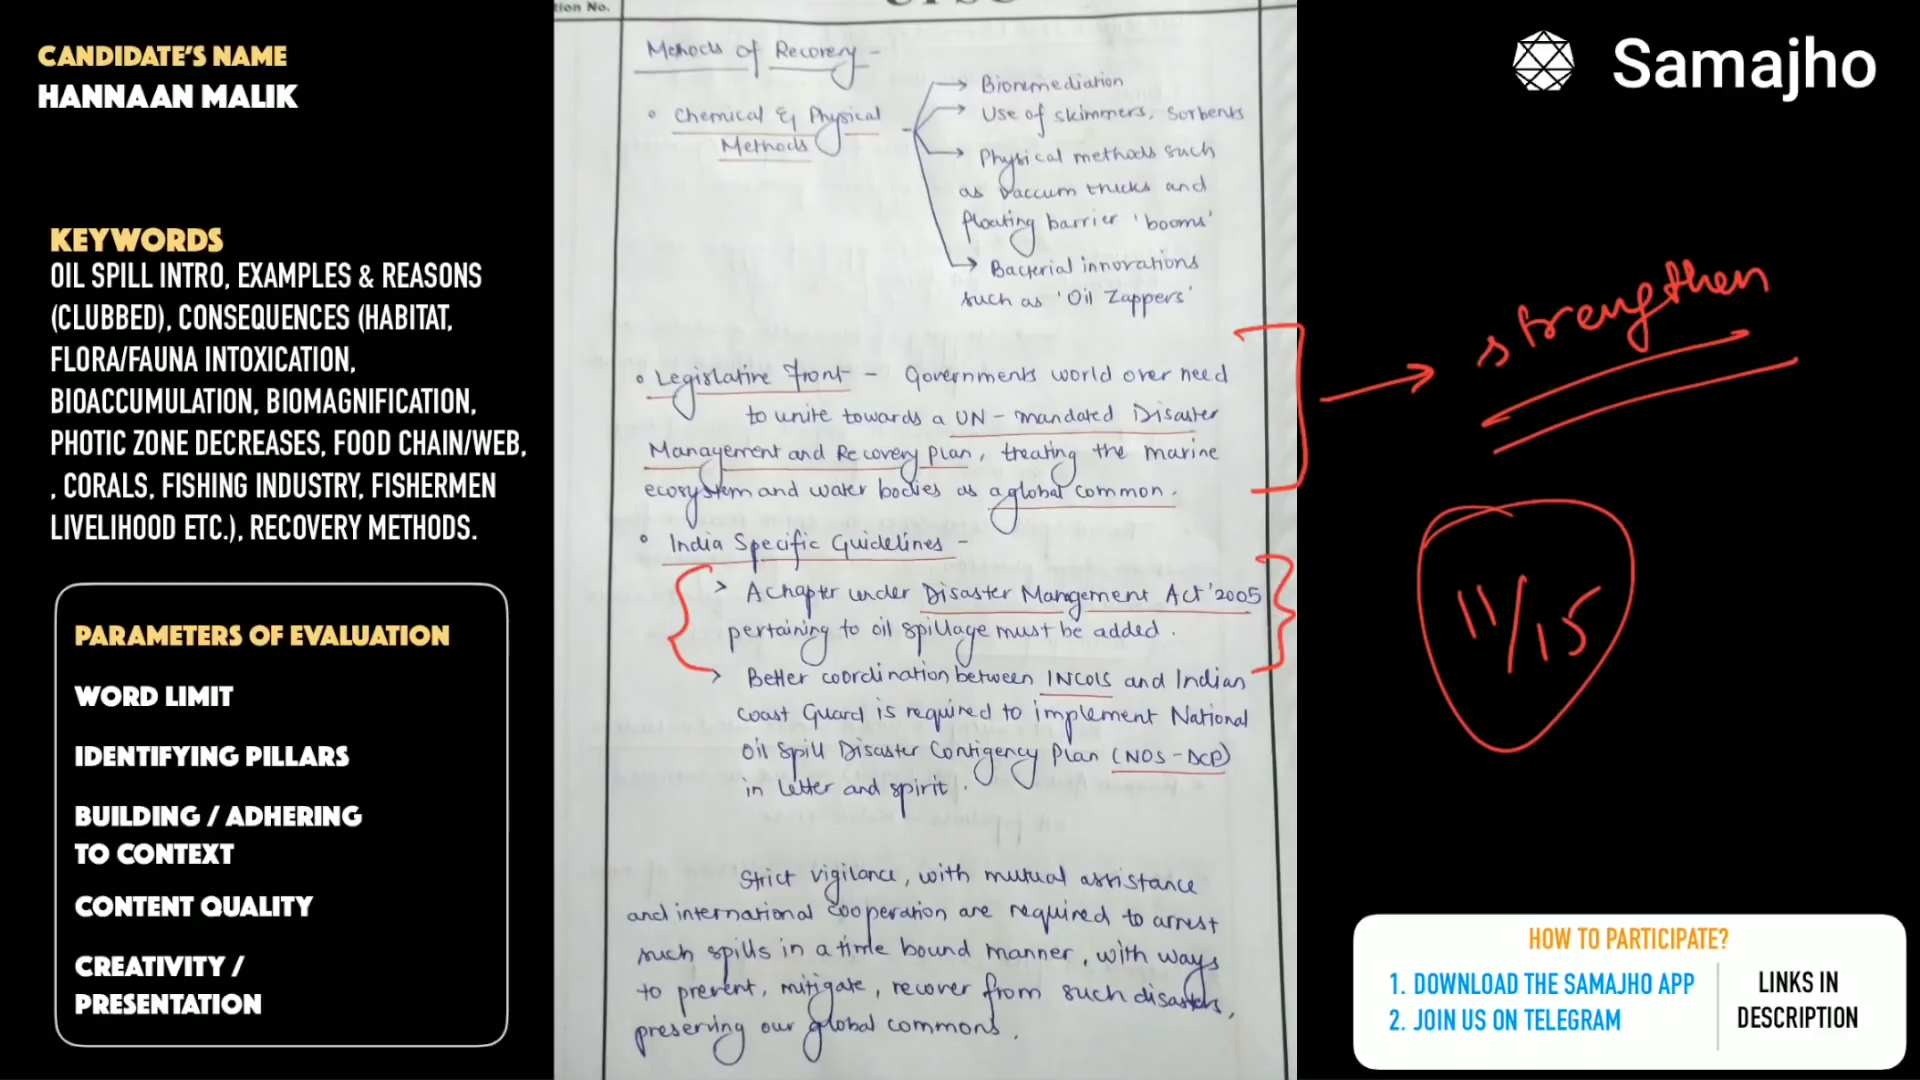 CANDIDATE'S NAME
HANNAAN MALIK
KEYWORDS
OIL SPILL INTRO, EXAMPLES & REASONS
(CLUBBED), CONSEQUENCES (HABITAT,
FLORA/FAUNA INTOXICATION,
BIOACCUMULATION, BIOMAGNIFICATION,
PHOTIC ZONE DECREASES, FOOD CHAIN/WEB,
, CORALS, FISHING INDUSTRY, FISHERMEN
LIVELIHOOD ETC.), RECOVERY METHODS.
PARAMETERS OF EVALUATION
WORD LIMIT
IDENTIFYING PILLARS
BUILDING / ADHERING
TO CONTEXT
CONTENT QUALITY
CREATIVITY /
PRESENTATION
tion No.
Methods of Recovery -
• Chemical & Physical
Methods
→ Bioremediation
→ Use of skimmers, Sorbents
→ Physical methods such
as vaccum trucks and
floating barrier 'booms'
→ Bacterial innovations
such as 'Oil Zappers'
• Legislative Front - Governments world over need
to unite towards a UN-mandated Disaster
Management and Recovery plan, treating the marine
ecosystem and water bodies as a global common.
• India Specific Guidelines -
> A chapter under Disaster Management Act '2005
pertaining to oil spillage must be added.
> Better coordination between INCOIS and Indian
Coast Guard is required to implement National
Oil Spill Disaster Contigency Plan (NOS-DCP)
in letter and spirit.
Strict vigilance, with mutual assistance
and international cooperation are required to arrest
such spills in a time bound manner, with ways
to prevent, mitigate, recover from such disasters,
preserving our global commons.
Samajho
strengthen
11/15
HOW TO PARTICIPATE?
1. DOWNLOAD THE SAMAJHO APP
2. JOIN US ON TELEGRAM
LINKS IN
DESCRIPTION